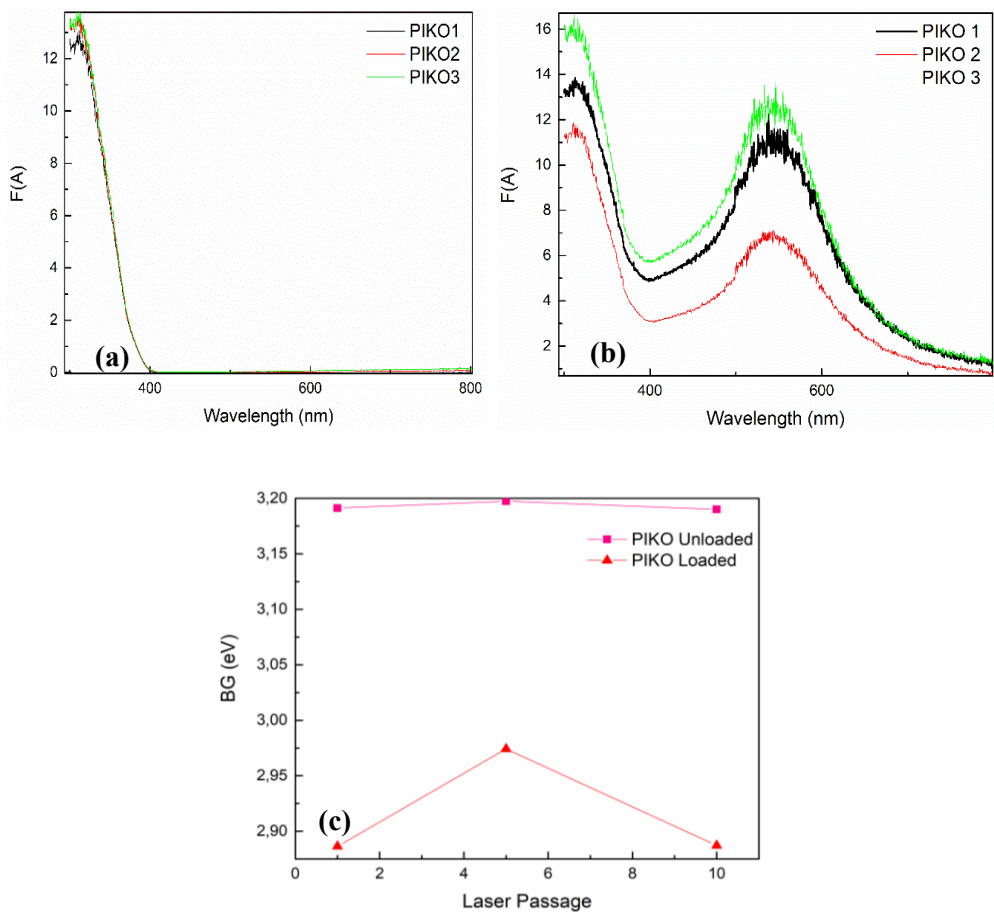 PIKO1
PIKO2
PIKO3
12
10
8
6
4
2
0
F(A)
(a)
400
600
800
Wavelength (nm)
16
14
12
10
8
6
4
2
F(A)
PIKO 1
PIKO 2
PIKO 3
(b)
400
600
Wavelength (nm)
3,20
3,15
3,10
3,05
3,00
2,95
2,90
BG (eV)
PIKO Unloaded
PIKO Loaded
(c)
0
2
4
6
8
10
Laser Passage